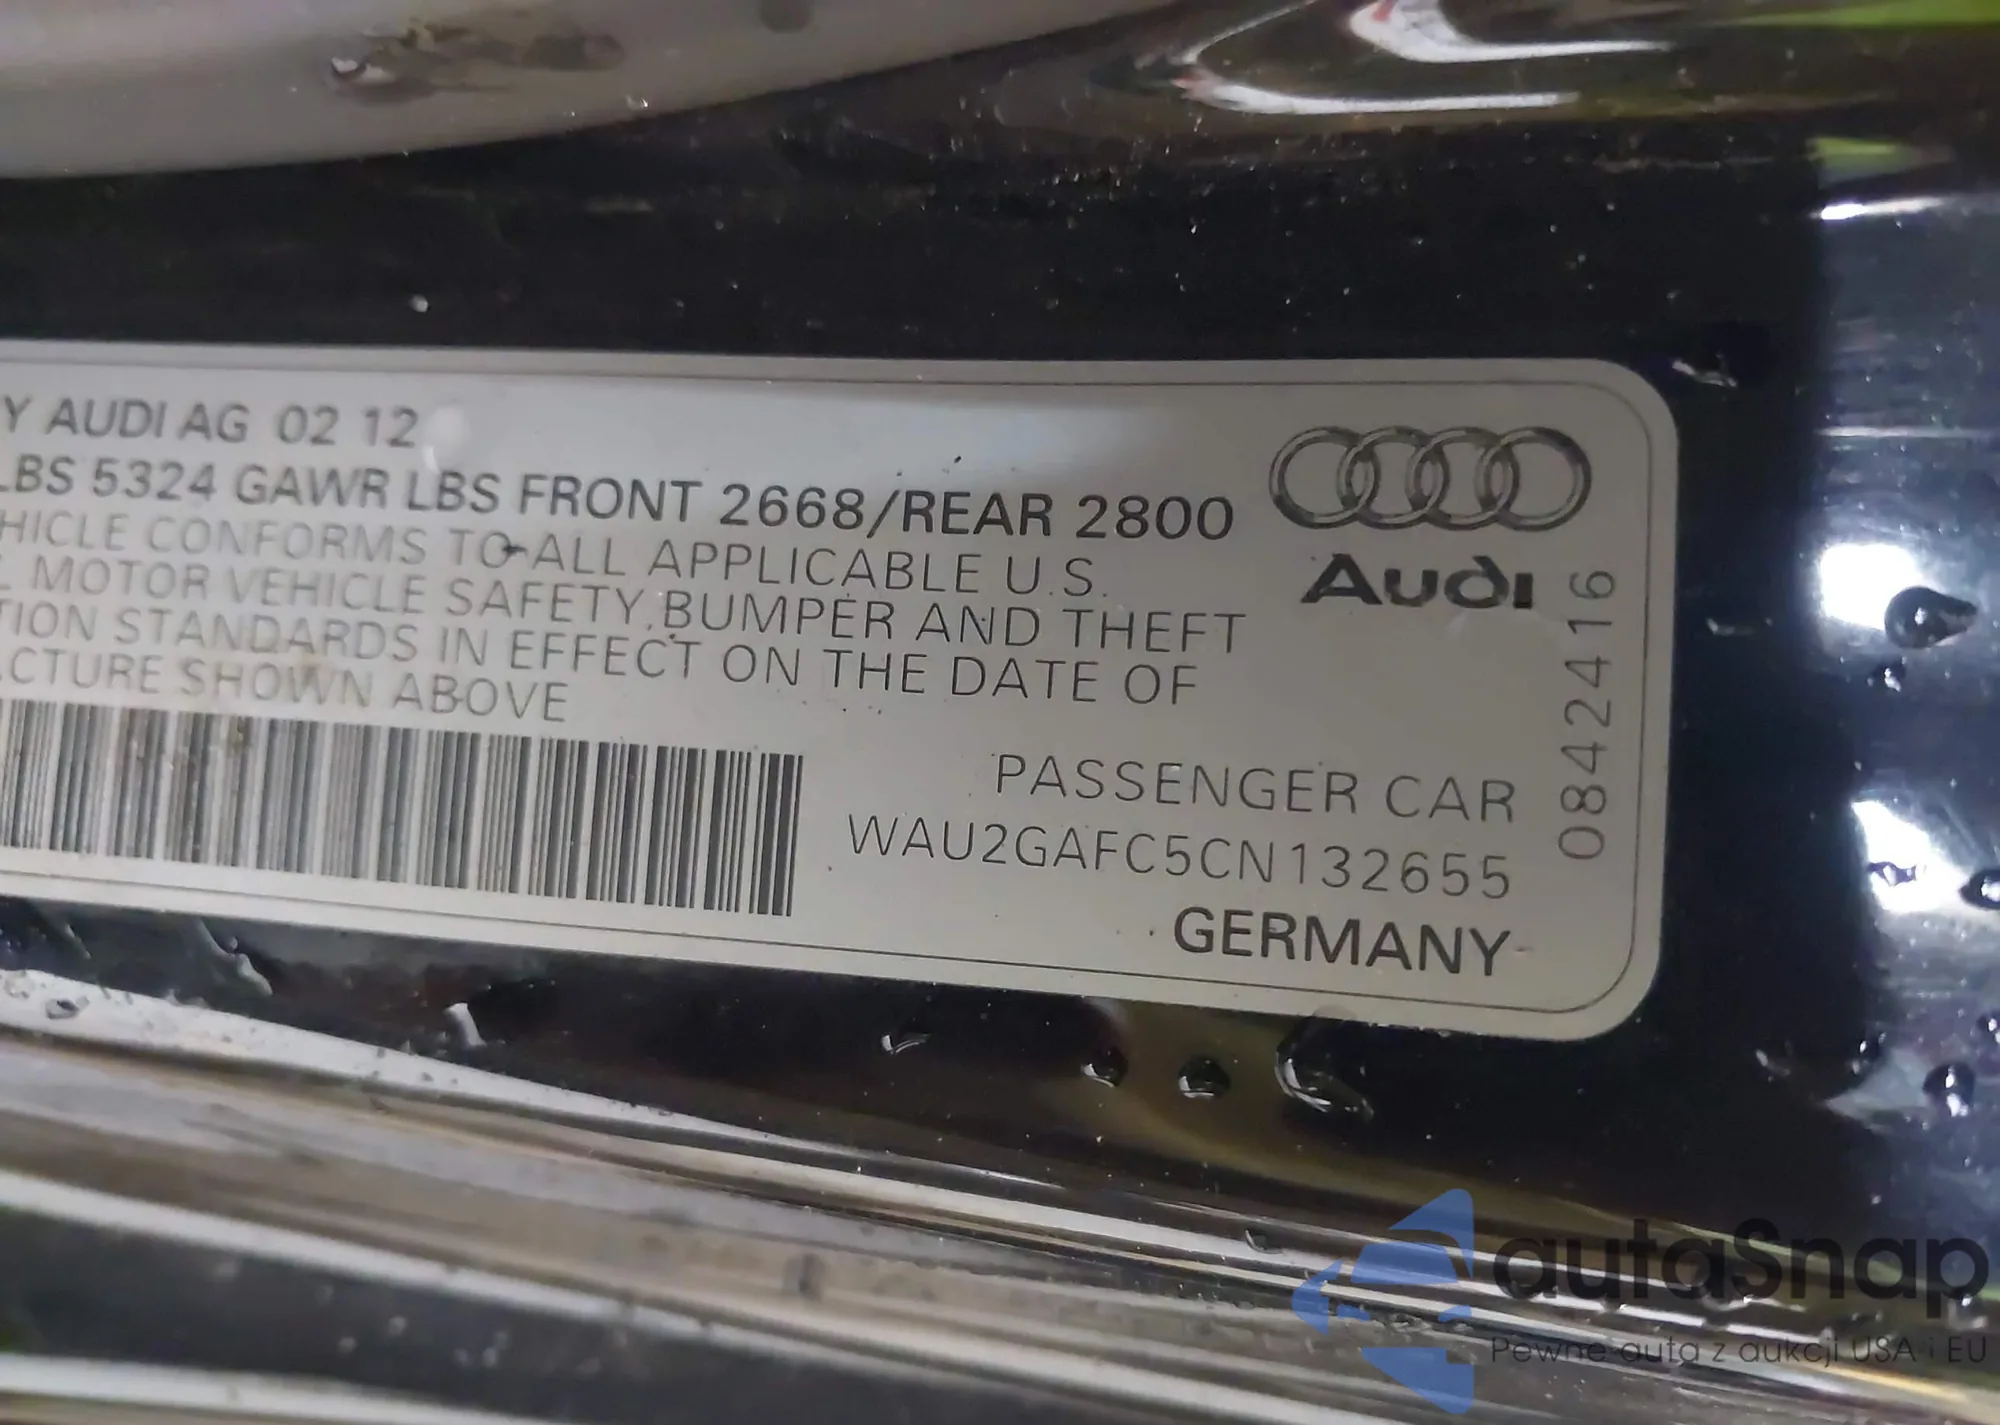 Y AUDI AG 02 12
LBS 5324 GAWR LBS FRONT 2668/REAR 2800
HICLE CONFORMS TO ALL APPLICABLE U.S.
L MOTOR VEHICLE SAFETY, BUMPER AND THEFT
TION STANDARDS IN EFFECT ON THE DATE OF
CTURE SHOWN ABOVE
Audi
0842416
PASSENGER CAR
WAU2GAFC5CN132655
GERMANY
autaSnap
Pewne auta z aukcji USA i EU